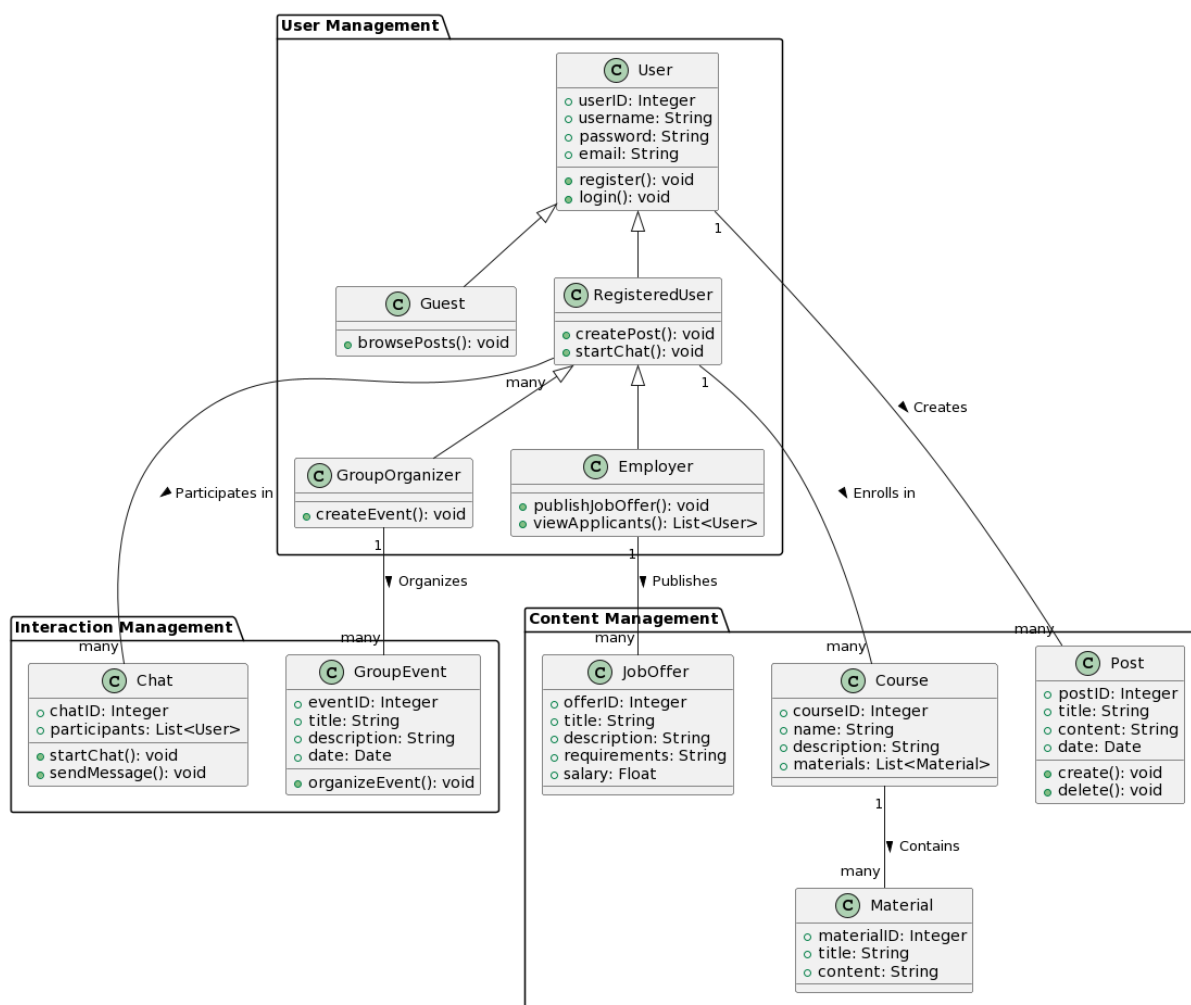 User Management
C User
userID: Integer
username: String
password: String
email: String
register(): void
login(): void
1
C Guest
browsePosts(): void
C RegisteredUser
createPost(): void
startChat(): void
many
1
Creates
C GroupOrganizer
createEvent(): void
C Employer
publishJobOffer(): void
viewApplicants(): List<User>
Participates in
Enrolls in
1
1
Organizes
Publishes
Interaction Management
many
many
C Chat
chatID: Integer
participants: List<User>
startChat(): void
sendMessage(): void
C GroupEvent
eventID: Integer
title: String
description: String
date: Date
organizeEvent(): void
Content Management
many
many
many
C JobOffer
offerID: Integer
title: String
description: String
requirements: String
salary: Float
C Course
courseID: Integer
name: String
description: String
materials: List<Material>
C Post
postID: Integer
title: String
content: String
date: Date
create(): void
delete(): void
1
Contains
many
C Material
materialID: Integer
title: String
content: String